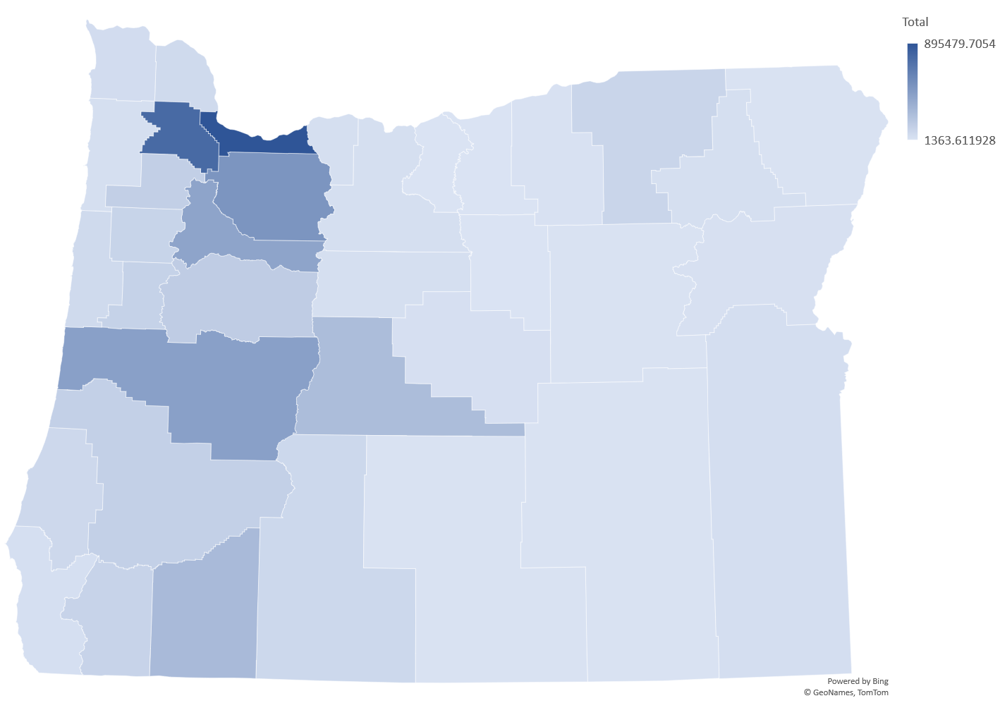 Total
895479.7054
1363.611928
Powered by Bing
© GeoNames, TomTom